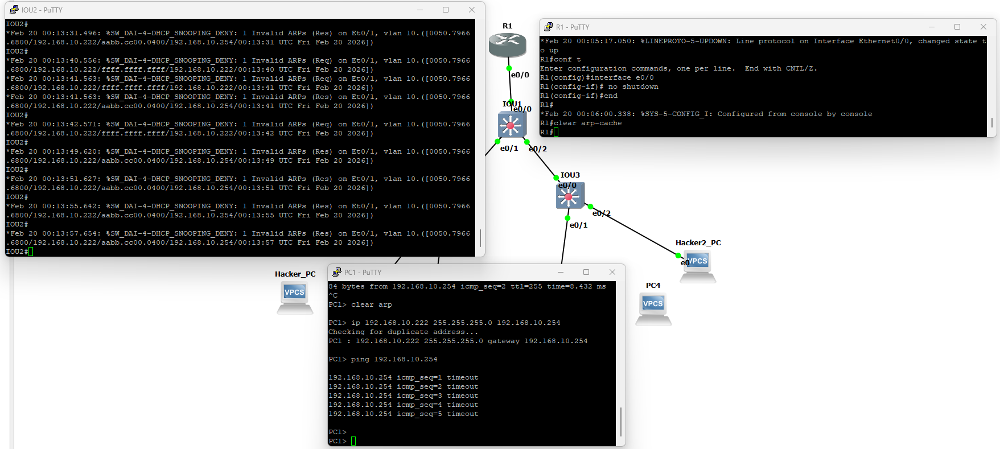 IOU2 - PuTTY
IOU2#
*Feb 20 00:13:31.496: %SW_DAI-4-DHCP_SNOOPING_DENY: 1 Invalid ARPs (Res) on Et0/1, vlan 10.([0050.7966
.6800/192.168.10.222/aabb.cc00.0400/192.168.10.254/00:13:31 UTC Fri Feb 20 2026])
IOU2#
*Feb 20 00:13:40.556: %SW_DAI-4-DHCP_SNOOPING_DENY: 1 Invalid ARPs (Req) on Et0/1, vlan 10.([0050.7966
.6800/192.168.10.222/ffff.ffff.ffff/192.168.10.222/00:13:40 UTC Fri Feb 20 2026])
*Feb 20 00:13:41.563: %SW_DAI-4-DHCP_SNOOPING_DENY: 1 Invalid ARPs (Req) on Et0/1, vlan 10.([0050.7966
.6800/192.168.10.222/ffff.ffff.ffff/192.168.10.222/00:13:41 UTC Fri Feb 20 2026])
*Feb 20 00:13:41.563: %SW_DAI-4-DHCP_SNOOPING_DENY: 1 Invalid ARPs (Res) on Et0/1, vlan 10.([0050.7966
.6800/192.168.10.222/aabb.cc00.0400/192.168.10.254/00:13:41 UTC Fri Feb 20 2026])
IOU2#
*Feb 20 00:13:42.571: %SW_DAI-4-DHCP_SNOOPING_DENY: 1 Invalid ARPs (Req) on Et0/1, vlan 10.([0050.7966
.6800/192.168.10.222/ffff.ffff.ffff/192.168.10.222/00:13:42 UTC Fri Feb 20 2026])
IOU2#
*Feb 20 00:13:49.620: %SW_DAI-4-DHCP_SNOOPING_DENY: 1 Invalid ARPs (Res) on Et0/1, vlan 10.([0050.7966
.6800/192.168.10.222/aabb.cc00.0400/192.168.10.254/00:13:49 UTC Fri Feb 20 2026])
IOU2#
*Feb 20 00:13:51.627: %SW_DAI-4-DHCP_SNOOPING_DENY: 1 Invalid ARPs (Res) on Et0/1, vlan 10.([0050.7966
.6800/192.168.10.222/aabb.cc00.0400/192.168.10.254/00:13:51 UTC Fri Feb 20 2026])
IOU2#
*Feb 20 00:13:55.642: %SW_DAI-4-DHCP_SNOOPING_DENY: 1 Invalid ARPs (Res) on Et0/1, vlan 10.([0050.7966
.6800/192.168.10.222/aabb.cc00.0400/192.168.10.254/00:13:55 UTC Fri Feb 20 2026])
IOU2#
*Feb 20 00:13:57.654: %SW_DAI-4-DHCP_SNOOPING_DENY: 1 Invalid ARPs (Res) on Et0/1, vlan 10.([0050.7966
.6800/192.168.10.222/aabb.cc00.0400/192.168.10.254/00:13:57 UTC Fri Feb 20 2026])
IOU2#
R1
e0/0
IOU1
e0/0
e0/1
e0/2
R1 - PuTTY
*Feb 20 00:05:17.050: %LINEPROTO-5-UPDOWN: Line protocol on Interface Ethernet0/0, changed state t
o up
R1#conf t
Enter configuration commands, one per line.  End with CNTL/Z.
R1(config)#interface e0/0
R1(config-if)# no shutdown
R1(config-if)#end
R1#
*Feb 20 00:06:00.338: %SYS-5-CONFIG_I: Configured from console by console
R1#clear arp-cache
R1#
IOU3
e0/0
e0/2
e0/1
Hacker2_PC
e0
VPCS
PC4
VPCS
Hacker_PC
VPCS
PC1 - PuTTY
84 bytes from 192.168.10.254 icmp_seq=2 ttl=255 time=8.432 ms
^C
PC1> clear arp
PC1> ip 192.168.10.222 255.255.255.0 192.168.10.254
Checking for duplicate address...
PC1 : 192.168.10.222 255.255.255.0 gateway 192.168.10.254
PC1> ping 192.168.10.254
192.168.10.254 icmp_seq=1 timeout
192.168.10.254 icmp_seq=2 timeout
192.168.10.254 icmp_seq=3 timeout
192.168.10.254 icmp_seq=4 timeout
192.168.10.254 icmp_seq=5 timeout
PC1>
PC1>